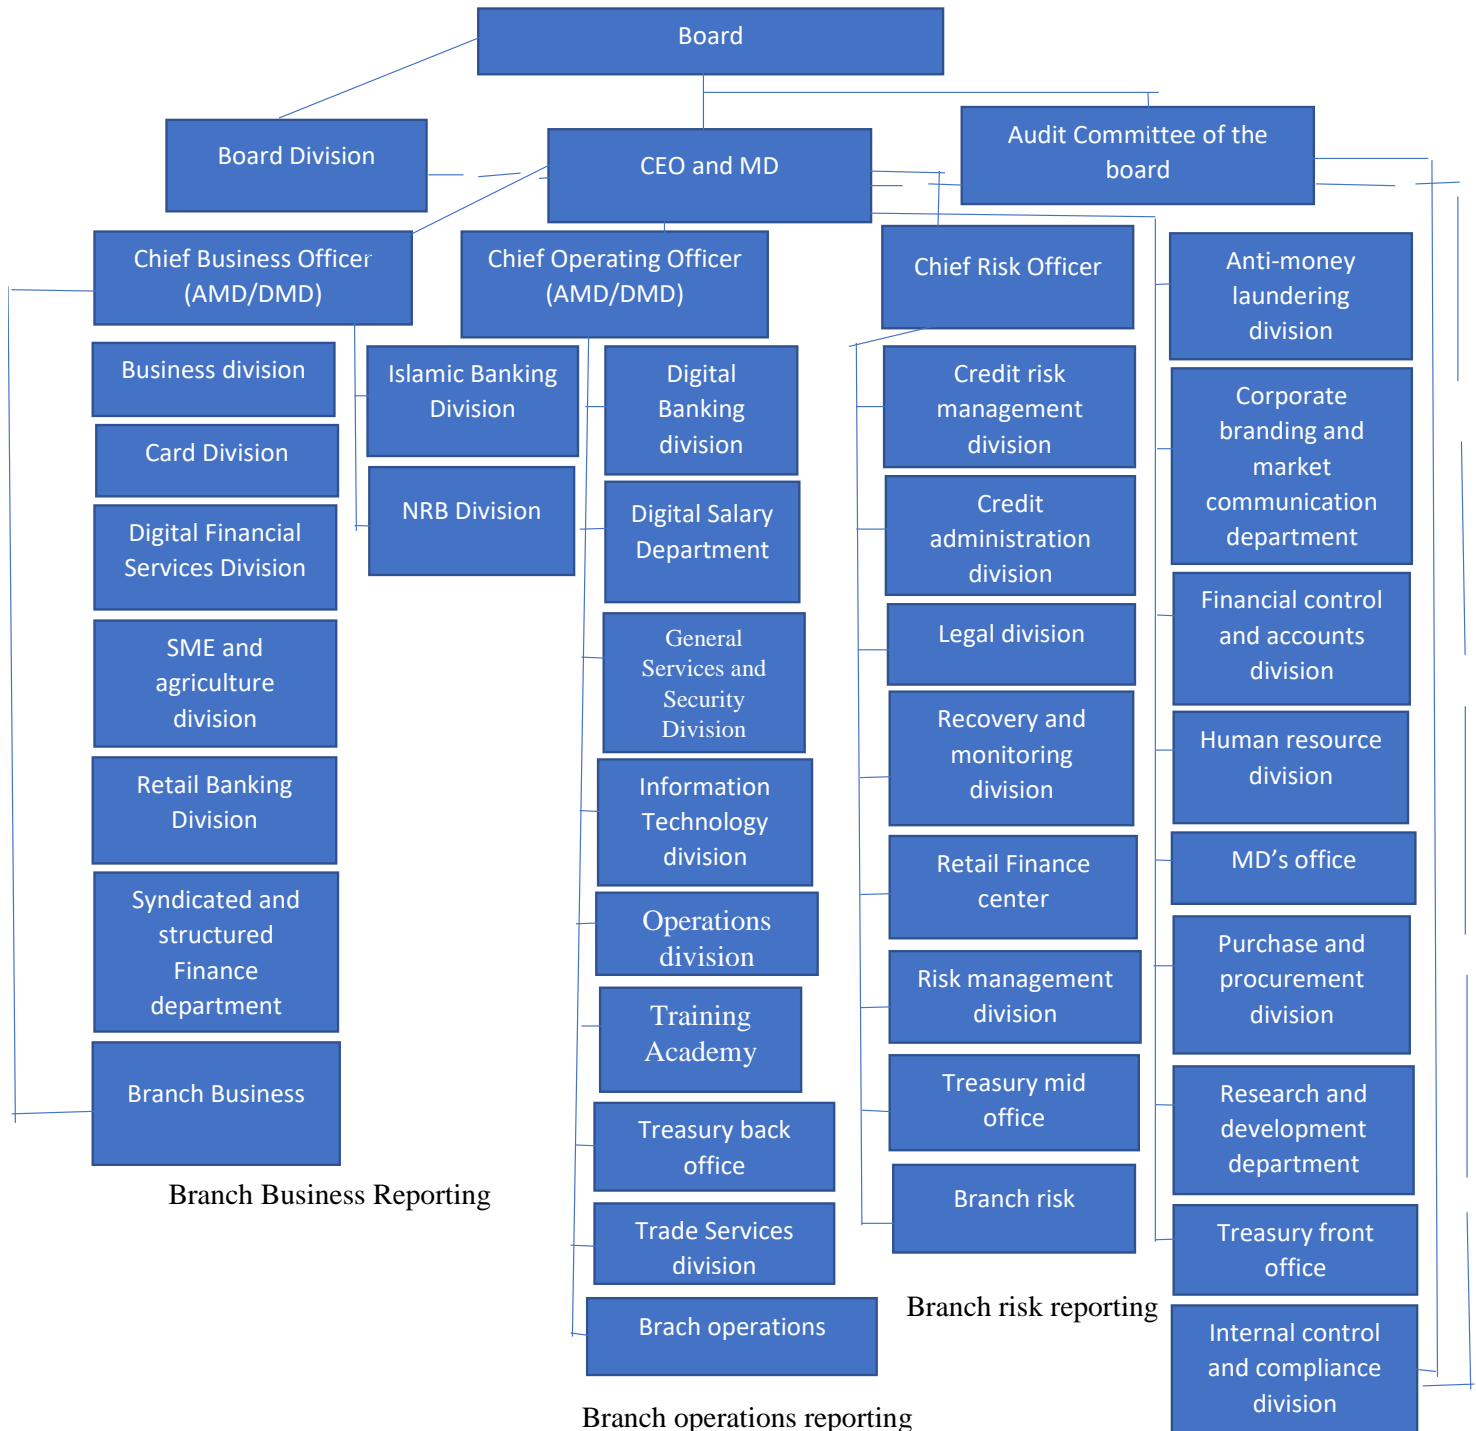 Board
Board Division
CEO and MD
Audit Committee of the
board
Chief Business Officer
(AMD/DMD)
Chief Operating Officer
(AMD/DMD)
Chief Risk Officer
Anti-money
laundering
division
Business division
Card Division
Digital Financial
Services Division
SME and
agriculture
division
Retail Banking
Division
Syndicated and
structured
Finance
department
Branch Business
Branch Business Reporting
Islamic Banking
Division
NRB Division
Digital
Banking
division
Digital Salary
Department
General
Services and
Security
Division
Information
Technology
division
Operations
division
Training
Academy
Treasury back
office
Trade Services
division
Brach operations
Branch operations reporting
Credit risk
management
division
Credit
administration
division
Legal division
Recovery and
monitoring
division
Retail Finance
center
Risk management
division
Treasury mid
office
Branch risk
Branch risk reporting
Corporate
branding and
market
communication
department
Financial control
and accounts
division
Human resource
division
MD’s office
Purchase and
procurement
division
Research and
development
department
Treasury front
office
Internal control
and compliance
division